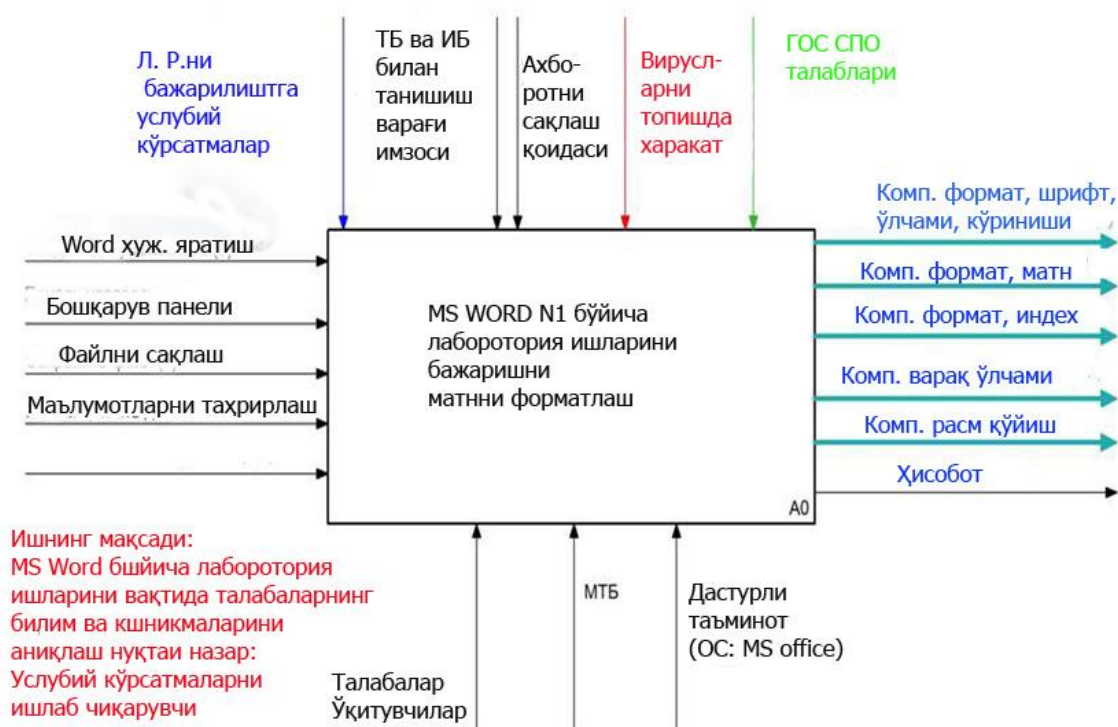 Л. Р.ни
бажарилиштга
услубий
кўрсатмалар
ТБ ва ИБ
билан
танишиш
варағи
имзоси
Ахбо-
ротни
сақлаш
қоидаси
Вирусл-
арни
топишда
харакат
ГОС СПО
талаблари
Word ҳуж. яратиш
Бошқарув панели
Файлни сақлаш
Маълумотларни таҳрирлаш
MS WORD N1 бўйича
лаборотория ишларини
бажаришни
матнни форматлаш
A0
Комп. формат, шрифт,
ўлчами, кўриниши
Комп. формат, матн
Комп. формат, индех
Комп. варақ ўлчами
Комп. расм қўйиш
Ҳисобот
Ишнинг мақсади:
MS Word бшйича лаборотория
ишларини вақтида талабаларнинг
билим ва кшникмаларини
аниқлаш нуқтаи назар:
Услубий кўрсатмаларни
ишлаб чиқарувчи
Талабалар
Ўқитувчилар
МТБ
Дастурли
таъминот
(ОС: MS office)